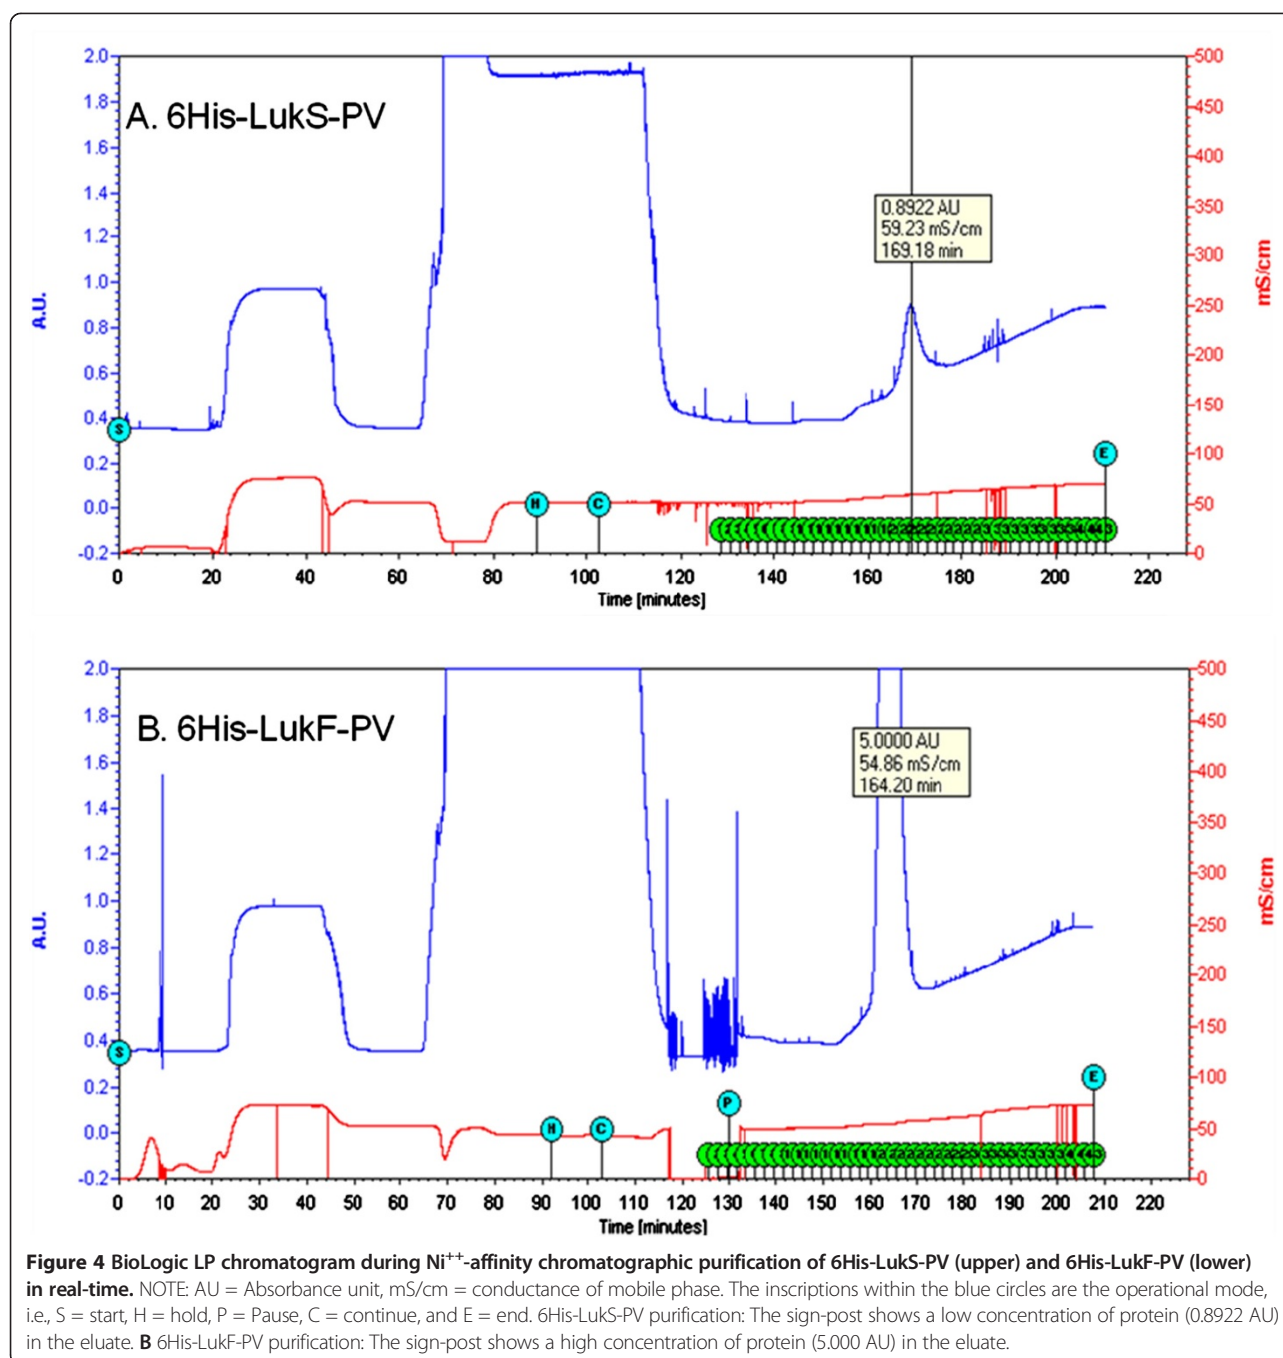 2.0
1.8
1.6
1.4
1.2
1.0
0.8
0.6
0.4
0.2
0.0
-0.2
A.U.
A. 6His-LukS-PV
0.8922 AU
59.23 mS/cm
169.18 min
S
H
C
E
500
450
400
350
300
250
200
150
100
50
0
mS/cm
0 20 40 60 80 100 120 140 160 180 200 220
Time [minutes]
2.0
1.8
1.6
1.4
1.2
1.0
0.8
0.6
0.4
0.2
0.0
-0.2
A.U.
B. 6His-LukF-PV
5.0000 AU
54.86 mS/cm
164.20 min
S
H
C
P
E
500
450
400
350
300
250
200
150
100
50
0
mS/cm
0 10 20 30 40 50 60 70 80 90 100 110 120 130 140 150 160 170 180 190 200 210 220
Time [minutes]
Figure 4 BioLogic LP chromatogram during Ni++-affinity chromatographic purification of 6His-LukS-PV (upper) and 6His-LukF-PV (lower)
in real-time. NOTE: AU = Absorbance unit, mS/cm = conductance of mobile phase. The inscriptions within the blue circles are the operational mode,
i.e., S = start, H = hold, P = Pause, C = continue, and E = end. 6His-LukS-PV purification: The sign-post shows a low concentration of protein (0.8922 AU)
in the eluate. B 6His-LukF-PV purification: The sign-post shows a high concentration of protein (5.000 AU) in the eluate.